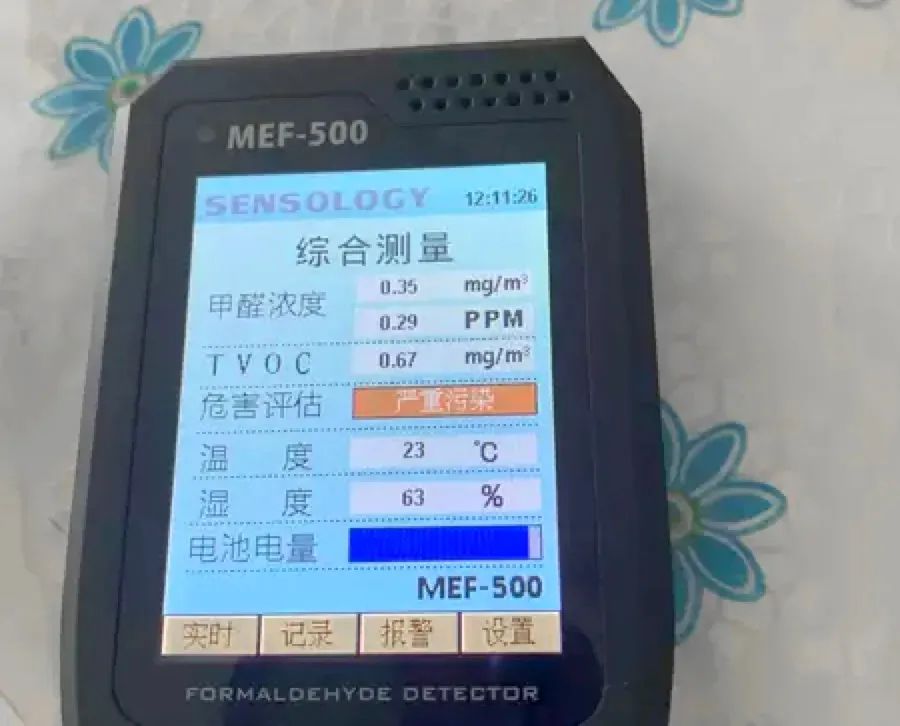 MEF-500
SENSOLOGY 12:11:26
综合测量
甲醛浓度 0.35 mg/m³
0.29 PPM
TVOC 0.67 mg/m³
危害评估 严重污染
温度 23 ℃
湿度 63 %
电池电量
MEF-500
实时 记录 报警 设置
FORMALDEHYDE DETECTOR